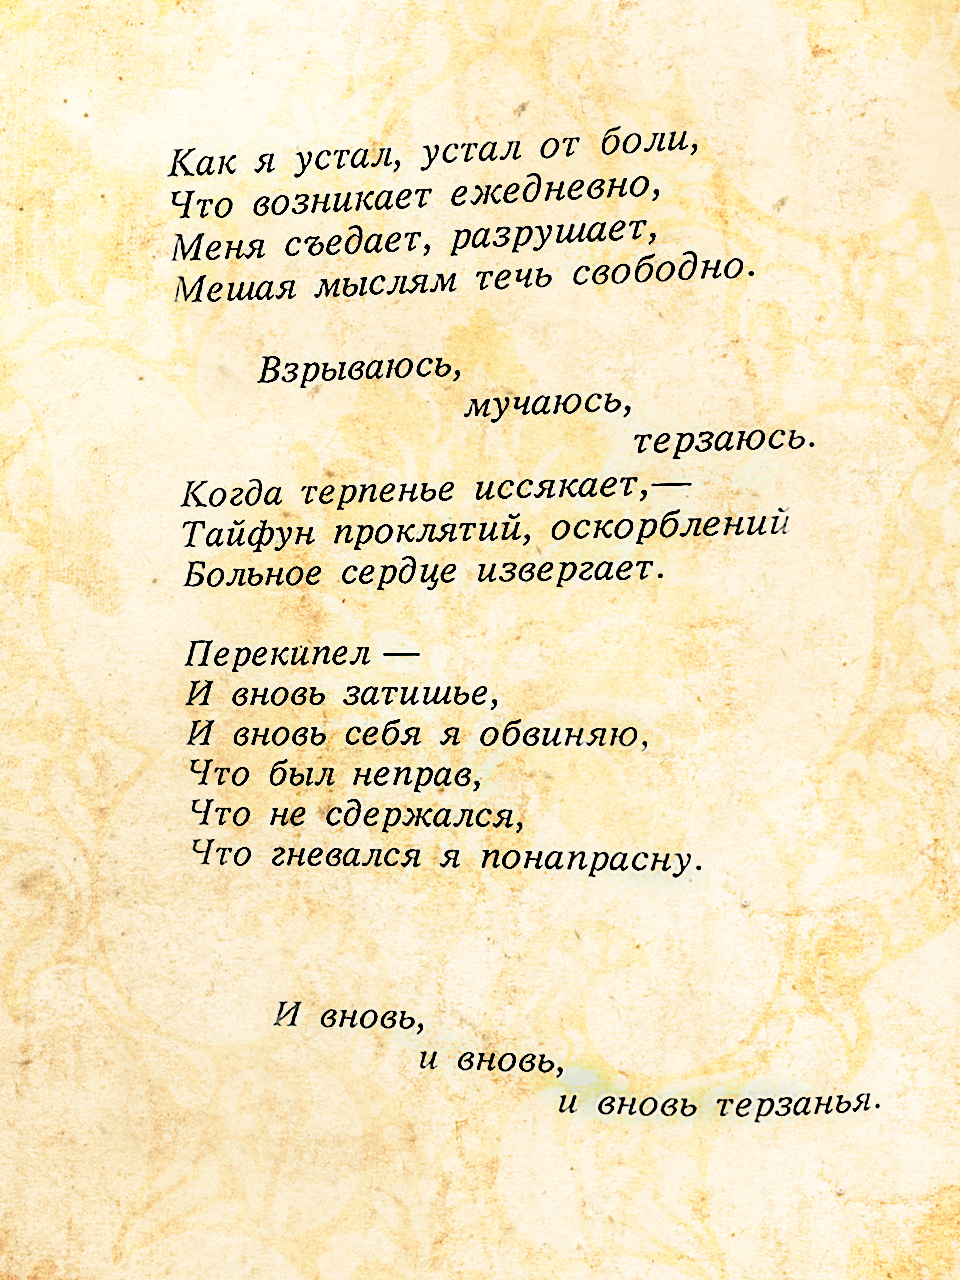 Как я устал, устал от боли,
Что возникает ежедневно,
Меня съедает, разрушает,
Мешая мыслям течь свободно.
Взрываюсь,
мучаюсь,
терзаюсь.
Когда терпенье иссякает,—
Тайфун проклятий, оскорблений
Больное сердце извергает.
Перекипел —
И вновь затишье,
И вновь себя я обвиняю,
Что был неправ,
Что не сдержался,
Что гневался я понапрасну.
И вновь,
и вновь,
и вновь терзанья.